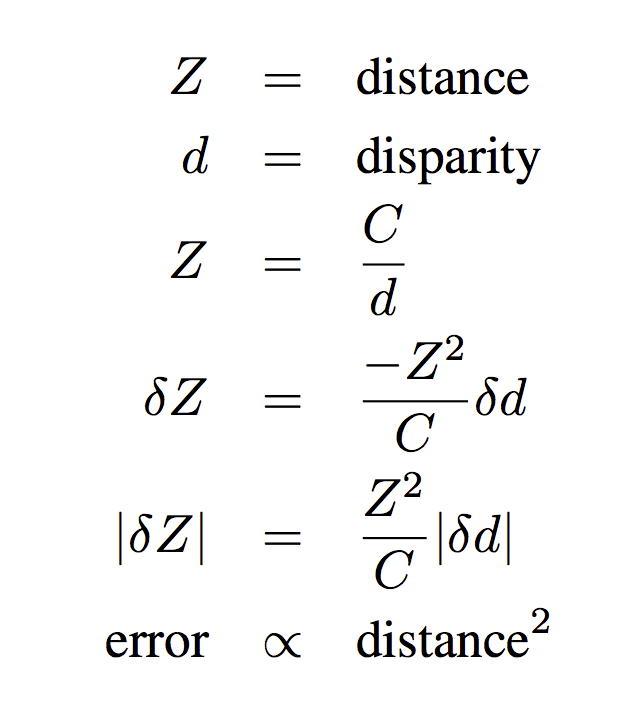 Z = distance
d = disparity
Z = C/d
δZ = −Z²/C δd
|δZ| = Z²/C |δd|
error ∝ distance²